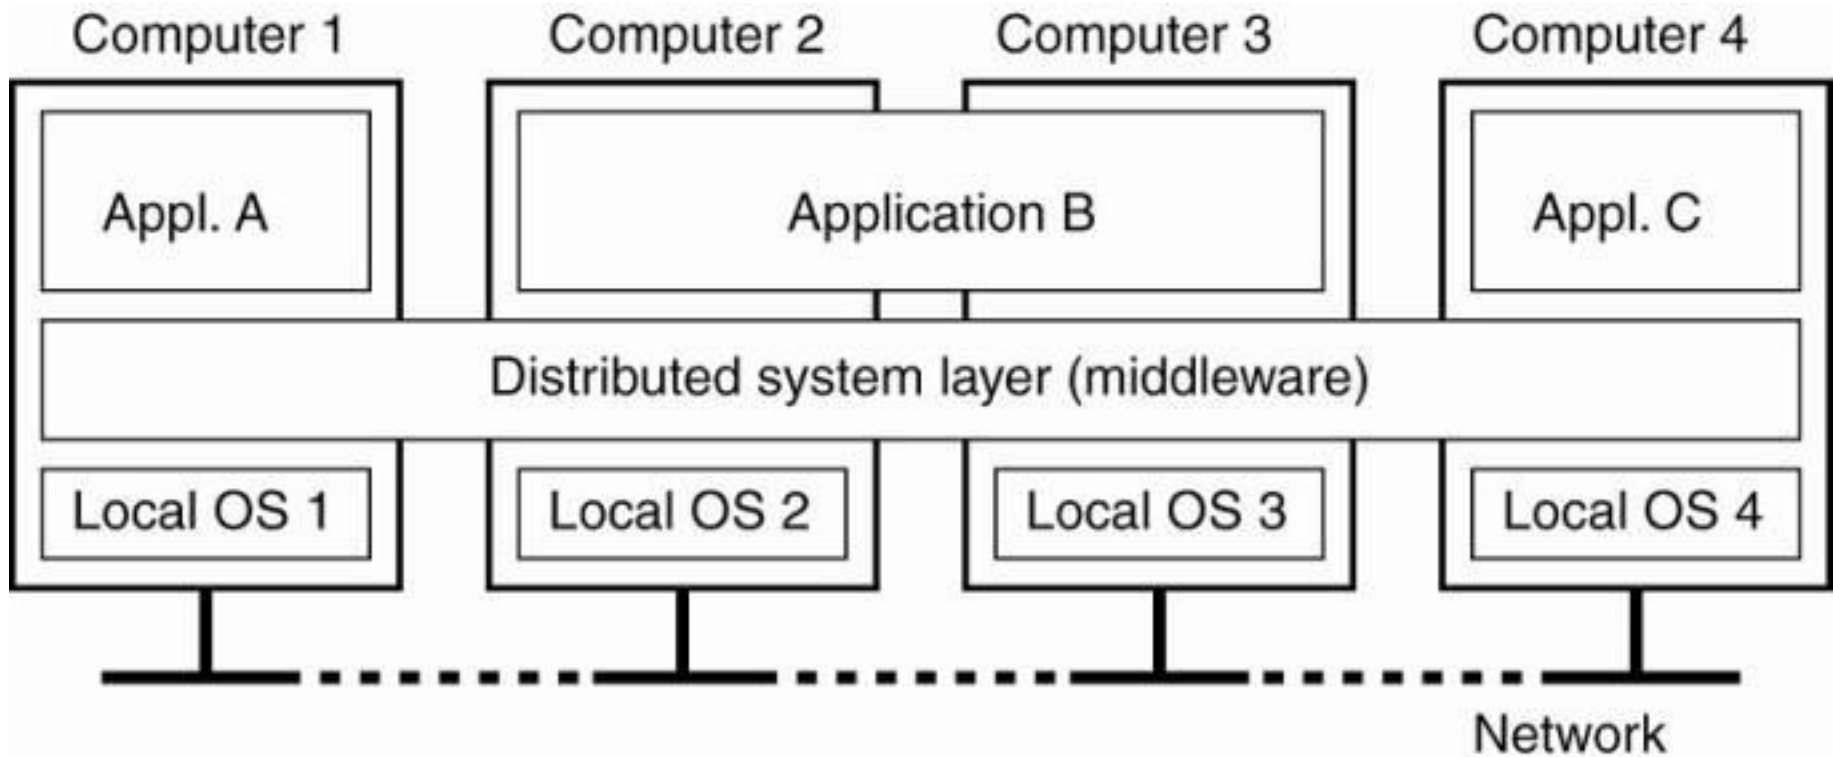 Computer 1
Computer 2
Computer 3
Computer 4
Appl. A
Application B
Appl. C
Distributed system layer (middleware)
Local OS 1
Local OS 2
Local OS 3
Local OS 4
Network